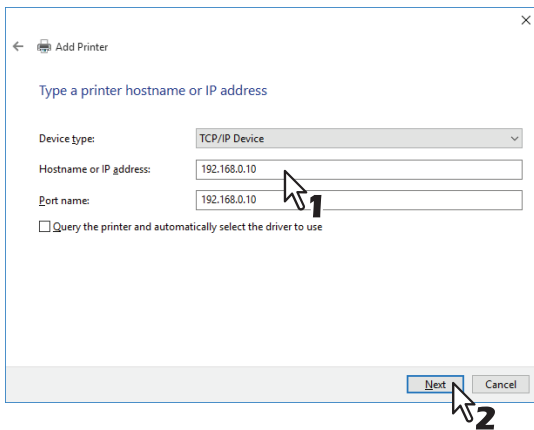 Add Printer
Type a printer hostname or IP address
Device type: TCP/IP Device
Hostname or IP address: 192.168.0.10
1
Port name: 192.168.0.10
Query the printer and automatically select the driver to use
Next Cancel
2